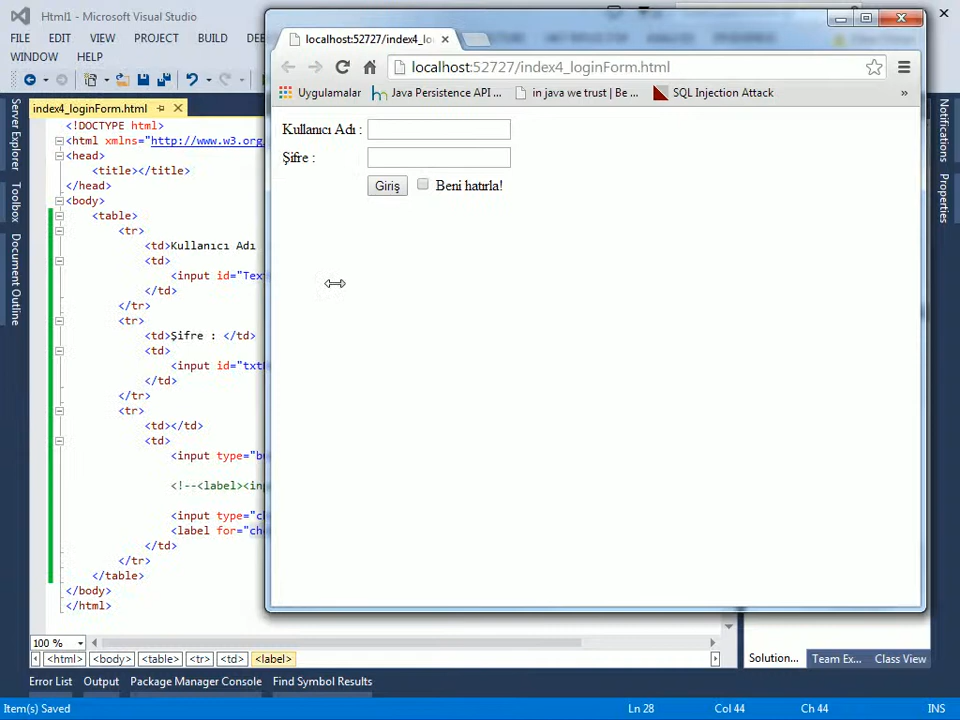 Html1 - Microsoft Visual Studio
FILE EDIT VIEW PROJECT BUILD
WINDOW HELP
index4_loginForm.html
Server Explorer
Toolbox
Document Outline
<!DOCTYPE html>
<html xmlns="http://www.w3.org
<head>
<title></title>
</head>
<body>
<table>
<tr>
<td>Kullanıcı Adı
<td>
<input id="Tex
</td>
</tr>
<tr>
<td>Şifre : </td>
<td>
<input id="txt
</td>
</tr>
<tr>
<td></td>
<td>
<input type="b
<!--<label><in
<input type="c
<label for="ch
</td>
</tr>
</table>
</body>
</html>
100 %
<html> <body> <table> <tr> <td> <label>
Error List Output Package Manager Console Find Symbol Results
Item(s) Saved
Ln 28 Col 44 Ch 44 INS
localhost:52727/index4_lo
localhost:52727/index4_loginForm.html
Uygulamalar Java Persistence API ... in java we trust | Be ... SQL Injection Attack »
Kullanıcı Adı :
Şifre :
Giriş Beni hatırla!
Notifications
Properties
Solution... Team Ex... Class View